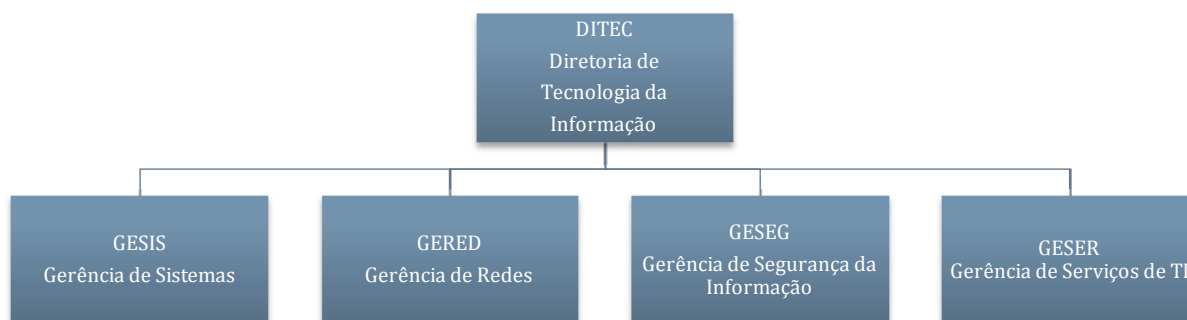 DITEC
Diretoria de
Tecnologia da
Informação
GESIS
Gerência de Sistemas
GERED
Gerência de Redes
GESEG
Gerência de Segurança da
Informação
GESER
Gerência de Serviços de TI